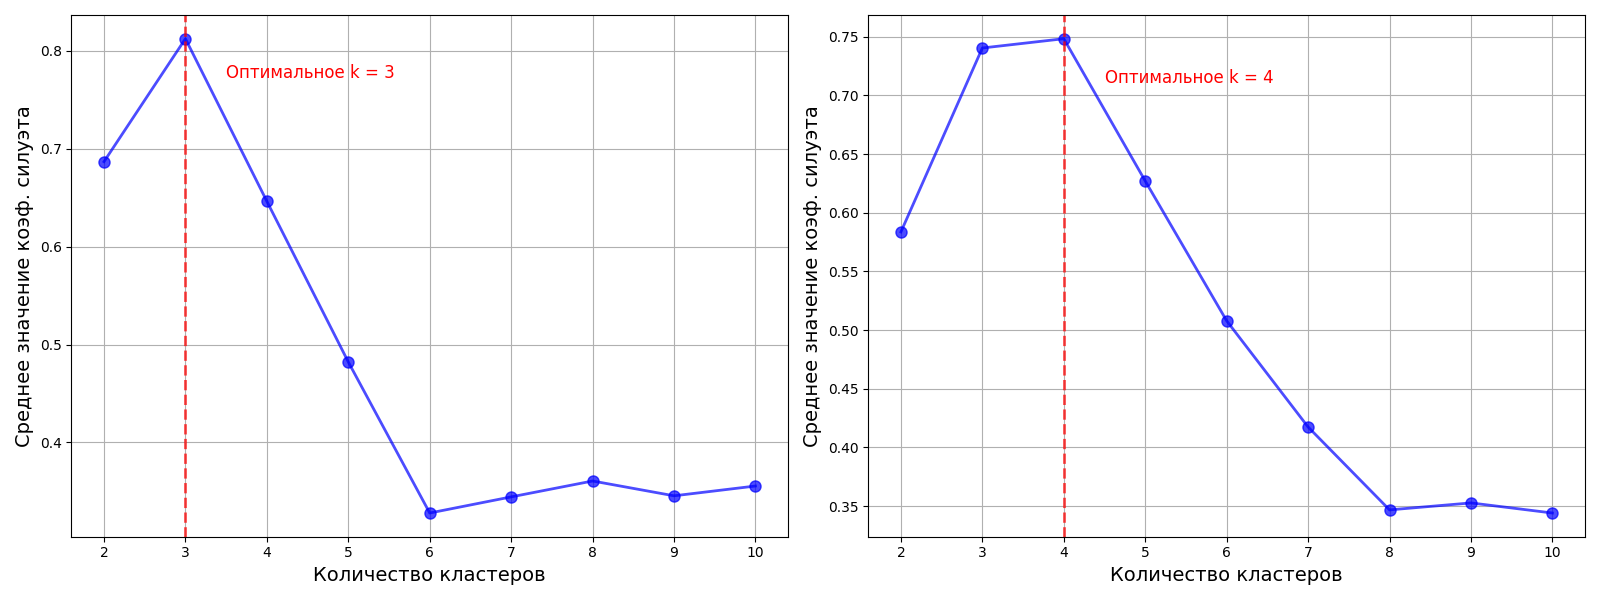 Среднее значение коэф. силуэта
0.8
0.7
0.6
0.5
0.4
Оптимальное k = 3
2 3 4 5 6 7 8 9 10
Количество кластеров
Среднее значение коэф. силуэта
0.75
0.70
0.65
0.60
0.55
0.50
0.45
0.40
0.35
Оптимальное k = 4
2 3 4 5 6 7 8 9 10
Количество кластеров